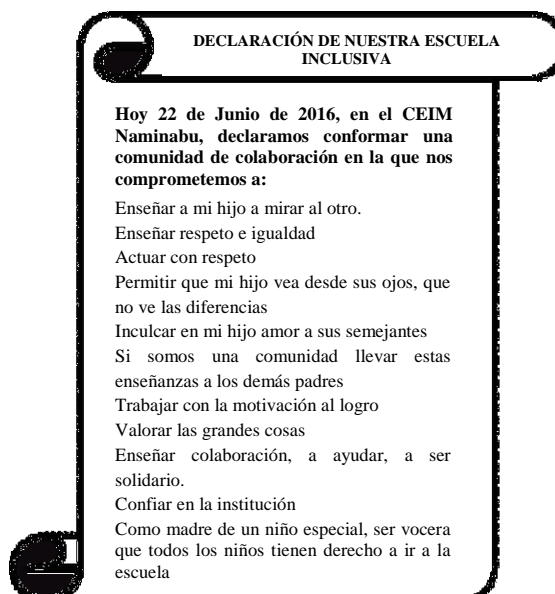 DECLARACIÓN DE NUESTRA ESCUELA
INCLUSIVA
Hoy 22 de Junio de 2016, en el CEIM
Naminabu, declaramos conformar una
comunidad de colaboración en la que nos
comprometemos a:
Enseñar a mi hijo a mirar al otro.
Enseñar respeto e igualdad
Actuar con respeto
Permitir que mi hijo vea desde sus ojos, que
no ve las diferencias
Inculcar en mi hijo amor a sus semejantes
Si somos una comunidad llevar estas
enseñanzas a los demás padres
Trabajar con la motivación al logro
Valorar las grandes cosas
Enseñar colaboración, a ayudar, a ser
solidario.
Confiar en la institución
Como madre de un niño especial, ser vocera
que todos los niños tienen derecho a ir a la
escuela